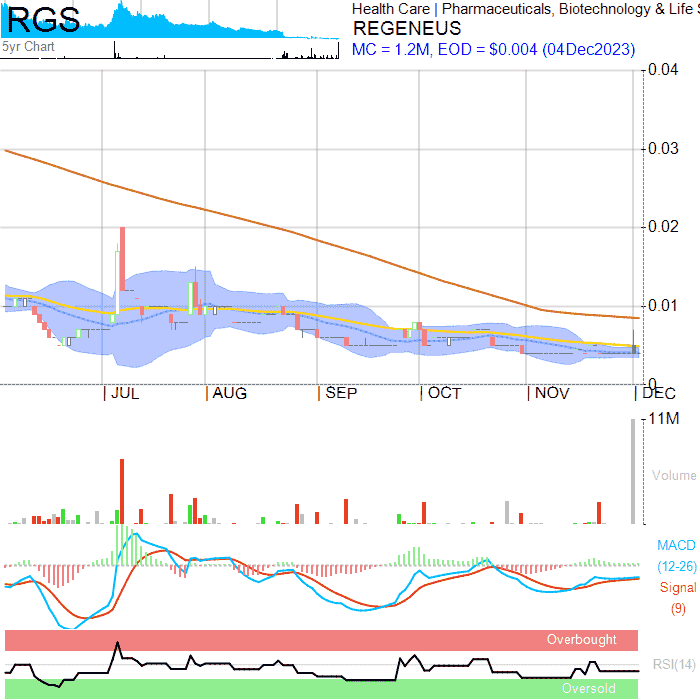 RGS
5yr Chart
Health Care | Pharmaceuticals, Biotechnology & Life S
REGENEUS
MC = 1.2M, EOD = $0.004 (04Dec2023)
0.04
0.03
0.02
0.01
0
JUL AUG SEP OCT NOV DEC
11M
Volume
MACD
(12-26)
Signal
(9)
Overbought
RSI(14)
Oversold